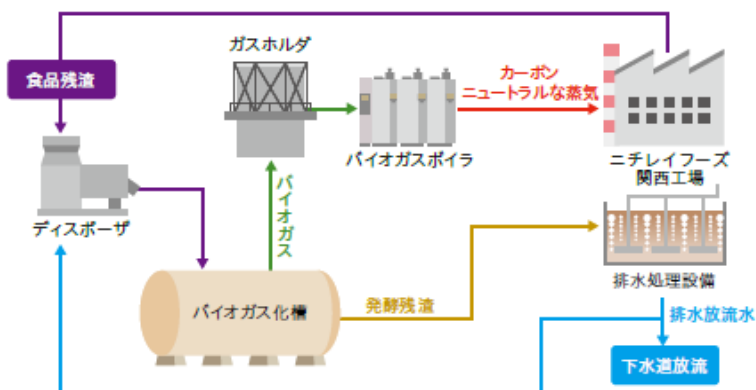 ガスホルダ
食品残渣
カーボン
ニュートラルな蒸気
バイオガスボイラ
ニチレイフーズ
関西工場
ディスポーザ
バイオガス
バイオガス化槽
発酵残渣
排水処理設備
排水放流水
下水道放流